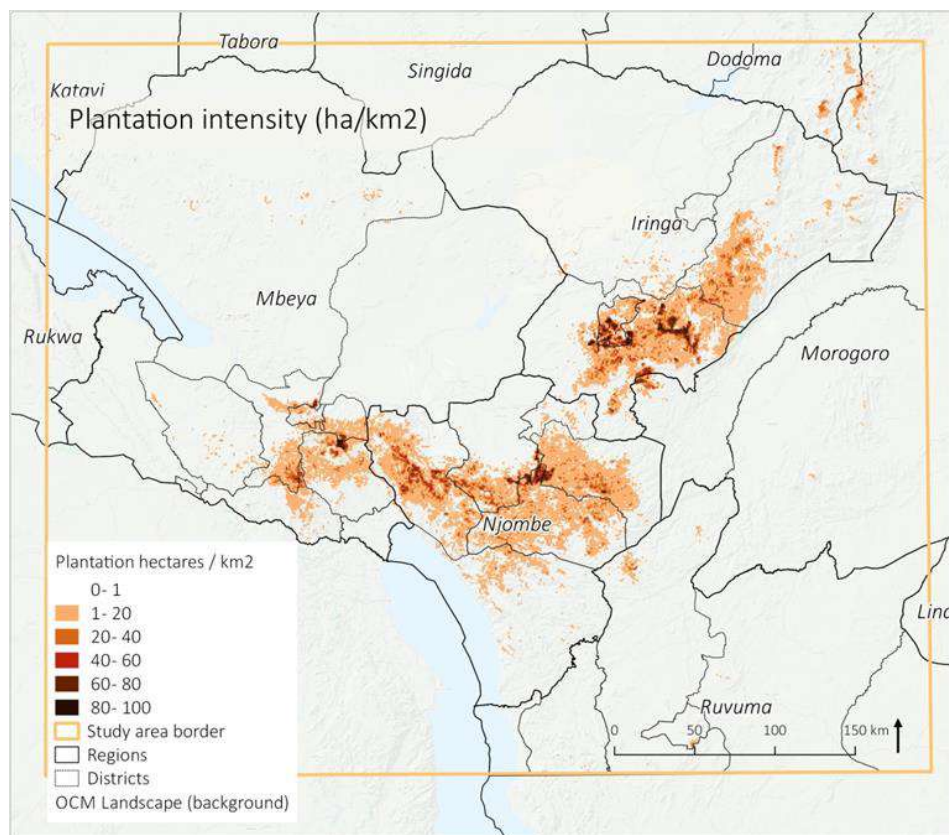 Tabora
Dodoma
Singida
Katavi
Plantation intensity (ha/km2)
Iringa
Mbeya
Rukwa
Morogoro
Njombe
Plantation hectares / km2
0- 1
1- 20
20- 40
40- 60
60- 80
80- 100
Study area border
Regions
Districts
OCM Landscape (background)
Lind
Ruvuma
0 50 100 150 km